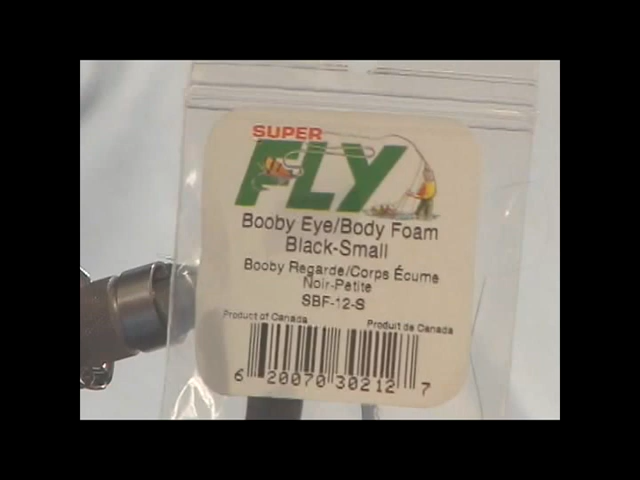 SUPER
FLY
Booby Eye/Body Foam
Black-Small
Booby Regarde/Corps Écume
Noir-Petite
SBF-12-S
Product of Canada
Produit de Canada
6 20070 30212 7